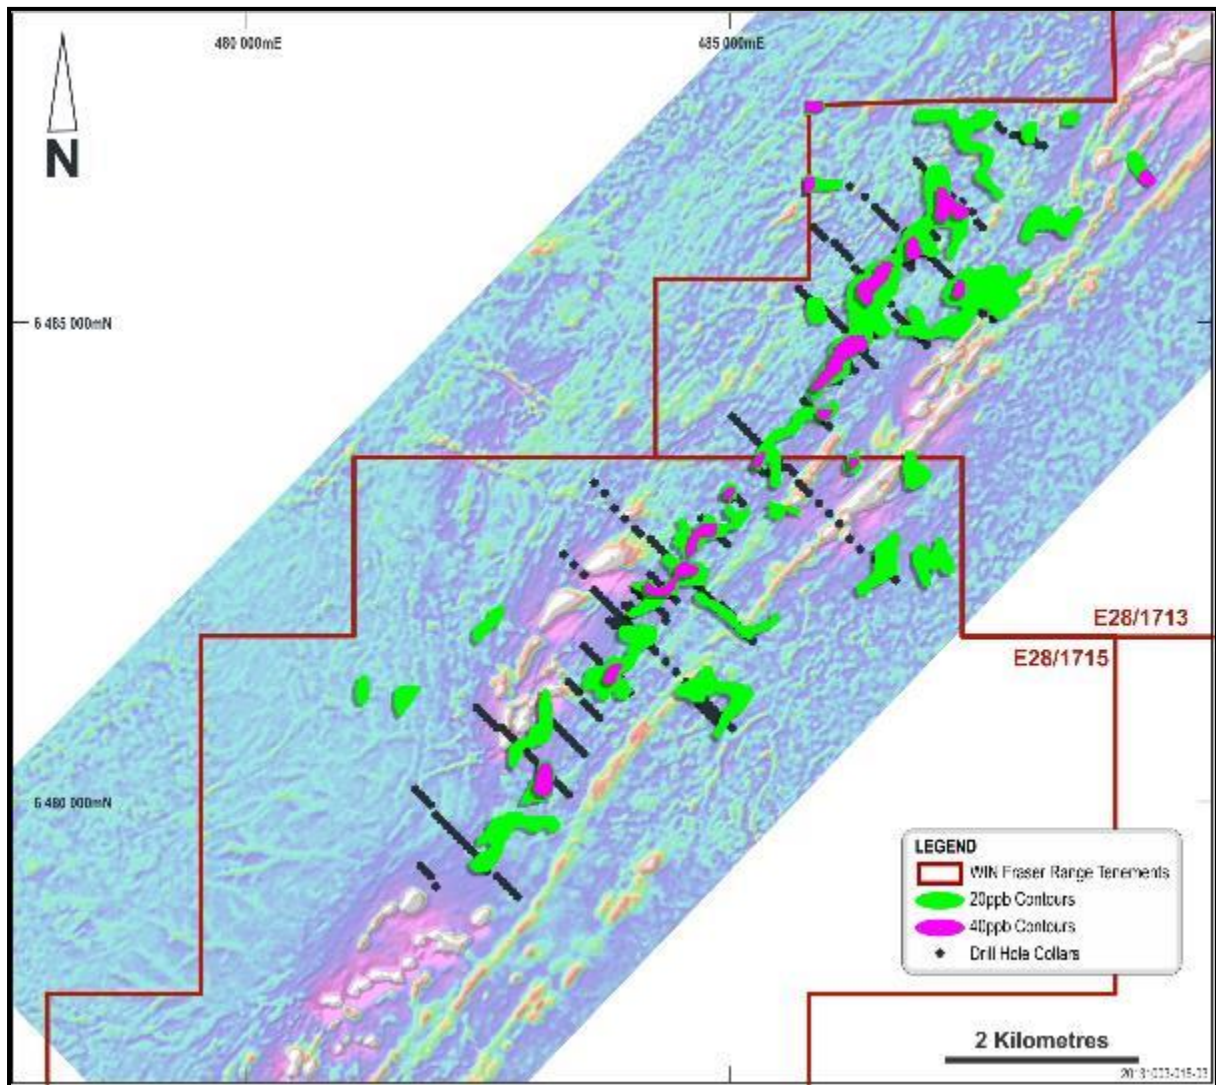 480 000mE
485 000mE
N
6 485 000mN
E28/1713
E28/1715
6 480 000mN
LEGEND
WIN Fraser Range Tenements
20ppb Contours
40ppb Contours
Drill Hole Collars
2 Kilometres